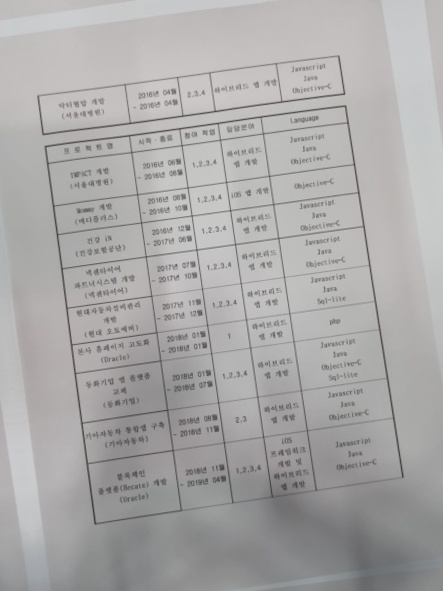 닥터혈압 개발
(서울대병원)
2016년 04월
~ 2016년 04월
2,3,4
하이브리드 앱 개발
Javascript
Java
Objective-C
프 로 젝 트 명
시작 - 종료
참여 작업
담당분야
Language
IMPACT 개발
(서울대병원)
2016년 06월
~ 2016년 08월
1,2,3,4
하이브리드
앱 개발
Javascript
Java
Objective-C
Mommy 개발
(메디플러스)
2016년 08월
~ 2016년 10월
1,2,3,4
iOS 앱 개발
Objective-C
건강 iN
(건강보험공단)
2016년 12월
~ 2017년 06월
1,2,3,4
하이브리드
앱 개발
Javascript
Java
Objective-C
넥센타이어
파트너시스템 개발
(넥센타이어)
2017년 07월
~ 2017년 10월
1,2,3,4
하이브리드
앱 개발
Javascript
Java
Objective-C
현대자동차정비관리
개발
(현대 오토에버)
2017년 11월
~ 2017년 12월
1,2,3,4
하이브리드
앱 개발
Javascript
Java
Sql-lite
본사 홈페이지 고도화
(Oracle)
2018년 01월
~ 2018년 01월
1
하이브리드
앱 개발
php
동화기업 앱 플랫폼
교체
(동화기업)
2018년 01월
~ 2018년 07월
1,2,3,4
하이브리드
앱 개발
Javascript
Java
Objective-C
Sql-lite
기아자동차 통합앱 구축
(기아자동차)
2018년 08월
~ 2018년 11월
2,3
하이브리드
앱 개발
Javascript
Java
Objective-C
블록체인
플랫폼(Hecate) 개발
(Oracle)
2018년 11월
~ 2019년 04월
1,2,3,4
iOS
프레임워크
개발 및
하이브리드
앱 개발
Javascript
Java
Objective-C